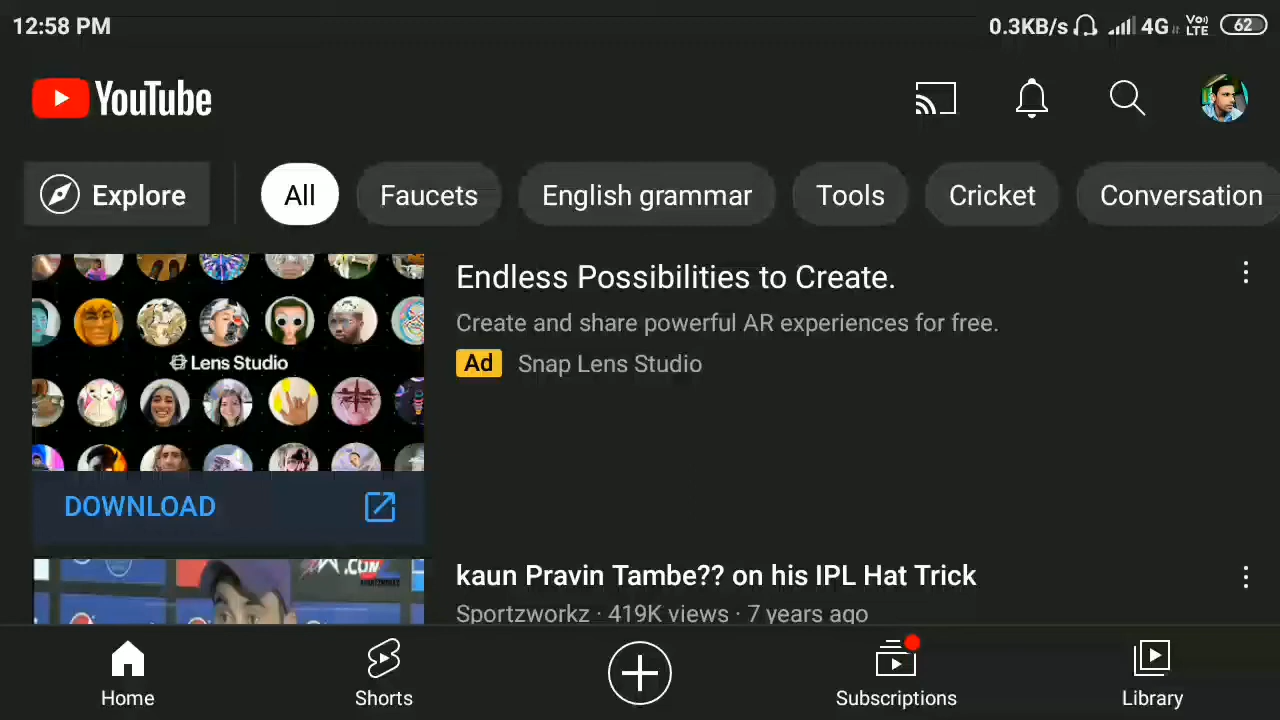 12:58 PM 0.3KB/s 4G Vo)) LTE 62
YouTube
Explore All Faucets English grammar Tools Cricket Conversation
Endless Possibilities to Create.
Create and share powerful AR experiences for free.
Ad Snap Lens Studio
Lens Studio
DOWNLOAD
.COM
kaun Pravin Tambe?? on his IPL Hat Trick
Sportzworkz · 419K views · 7 years ago
Home Shorts Subscriptions Library